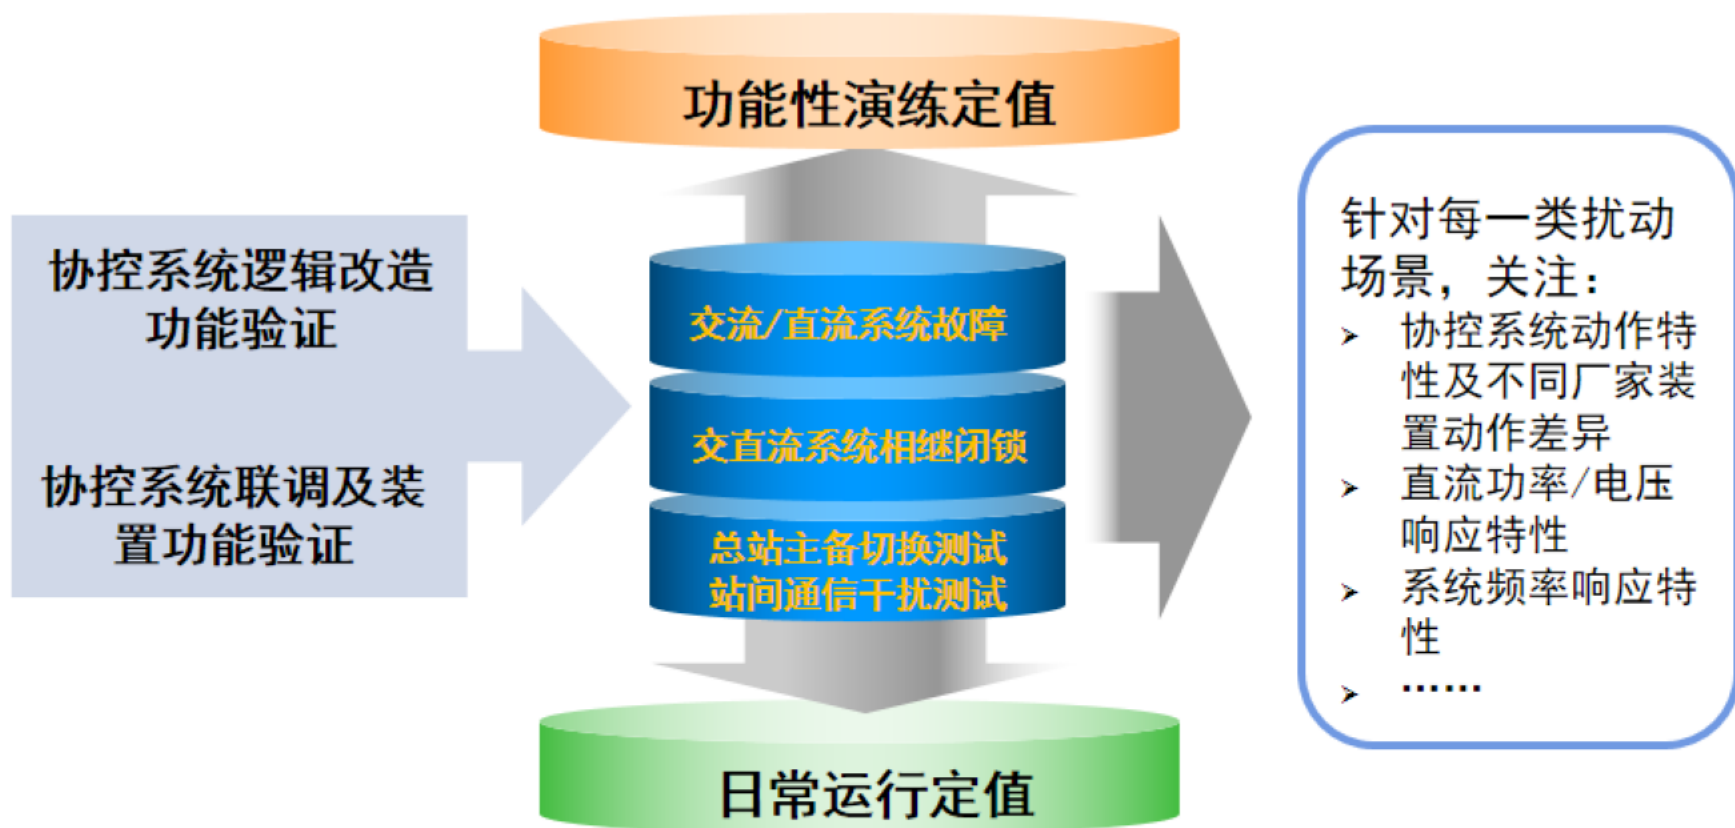 功能性演练定值
协控系统逻辑改造
功能验证
协控系统联调及装
置功能验证
交流/直流系统故障
交直流系统相继闭锁
总站主备切换测试
站间通信干扰测试
日常运行定值
针对每一类扰动
场景，关注：
➢ 协控系统动作特
性及不同厂家装
置动作差异
➢ 直流功率/电压
响应特性
➢ 系统频率响应特
性
➢ ……